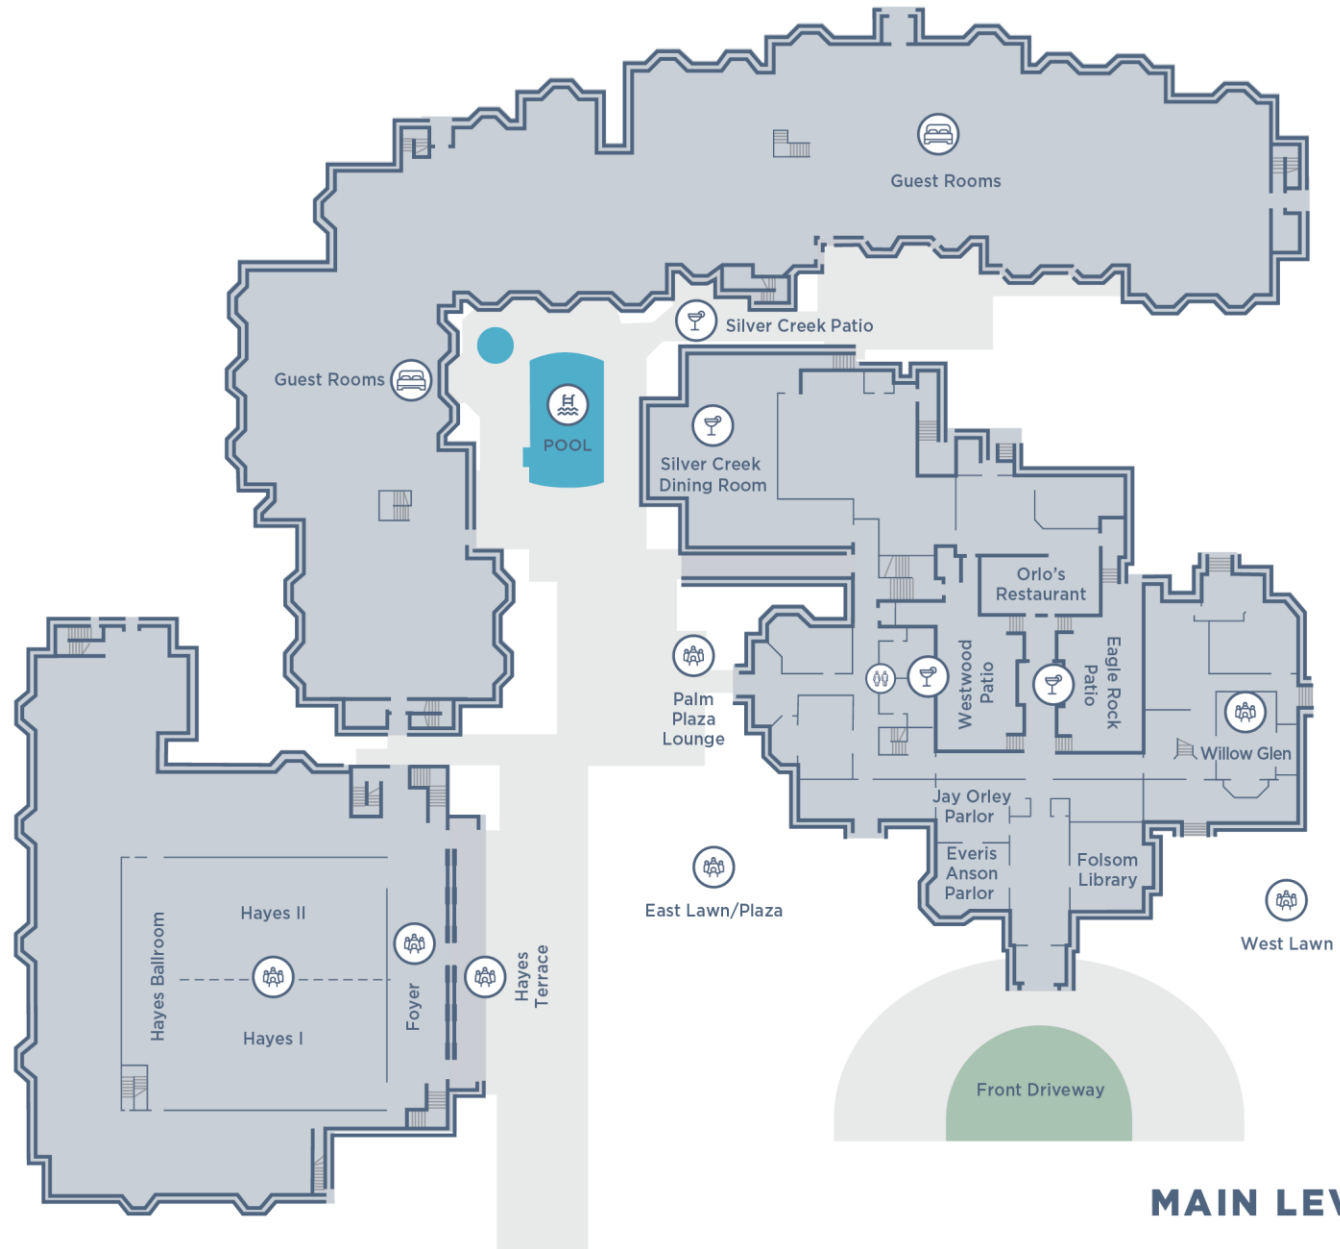 Guest Rooms
Silver Creek Patio
Guest Rooms
POOL
Silver Creek
Dining Room
Orlo's
Restaurant
Westwood
Patio
Eagle Rock
Patio
Palm
Plaza
Lounge
Willow Glen
Jay Orley
Parlor
Everis
Anson
Parlor
Folsom
Library
East Lawn/Plaza
West Lawn
Hayes Ballroom
Hayes II
Hayes I
Foyer
Hayes
Terrace
Front Driveway
MAIN LEV